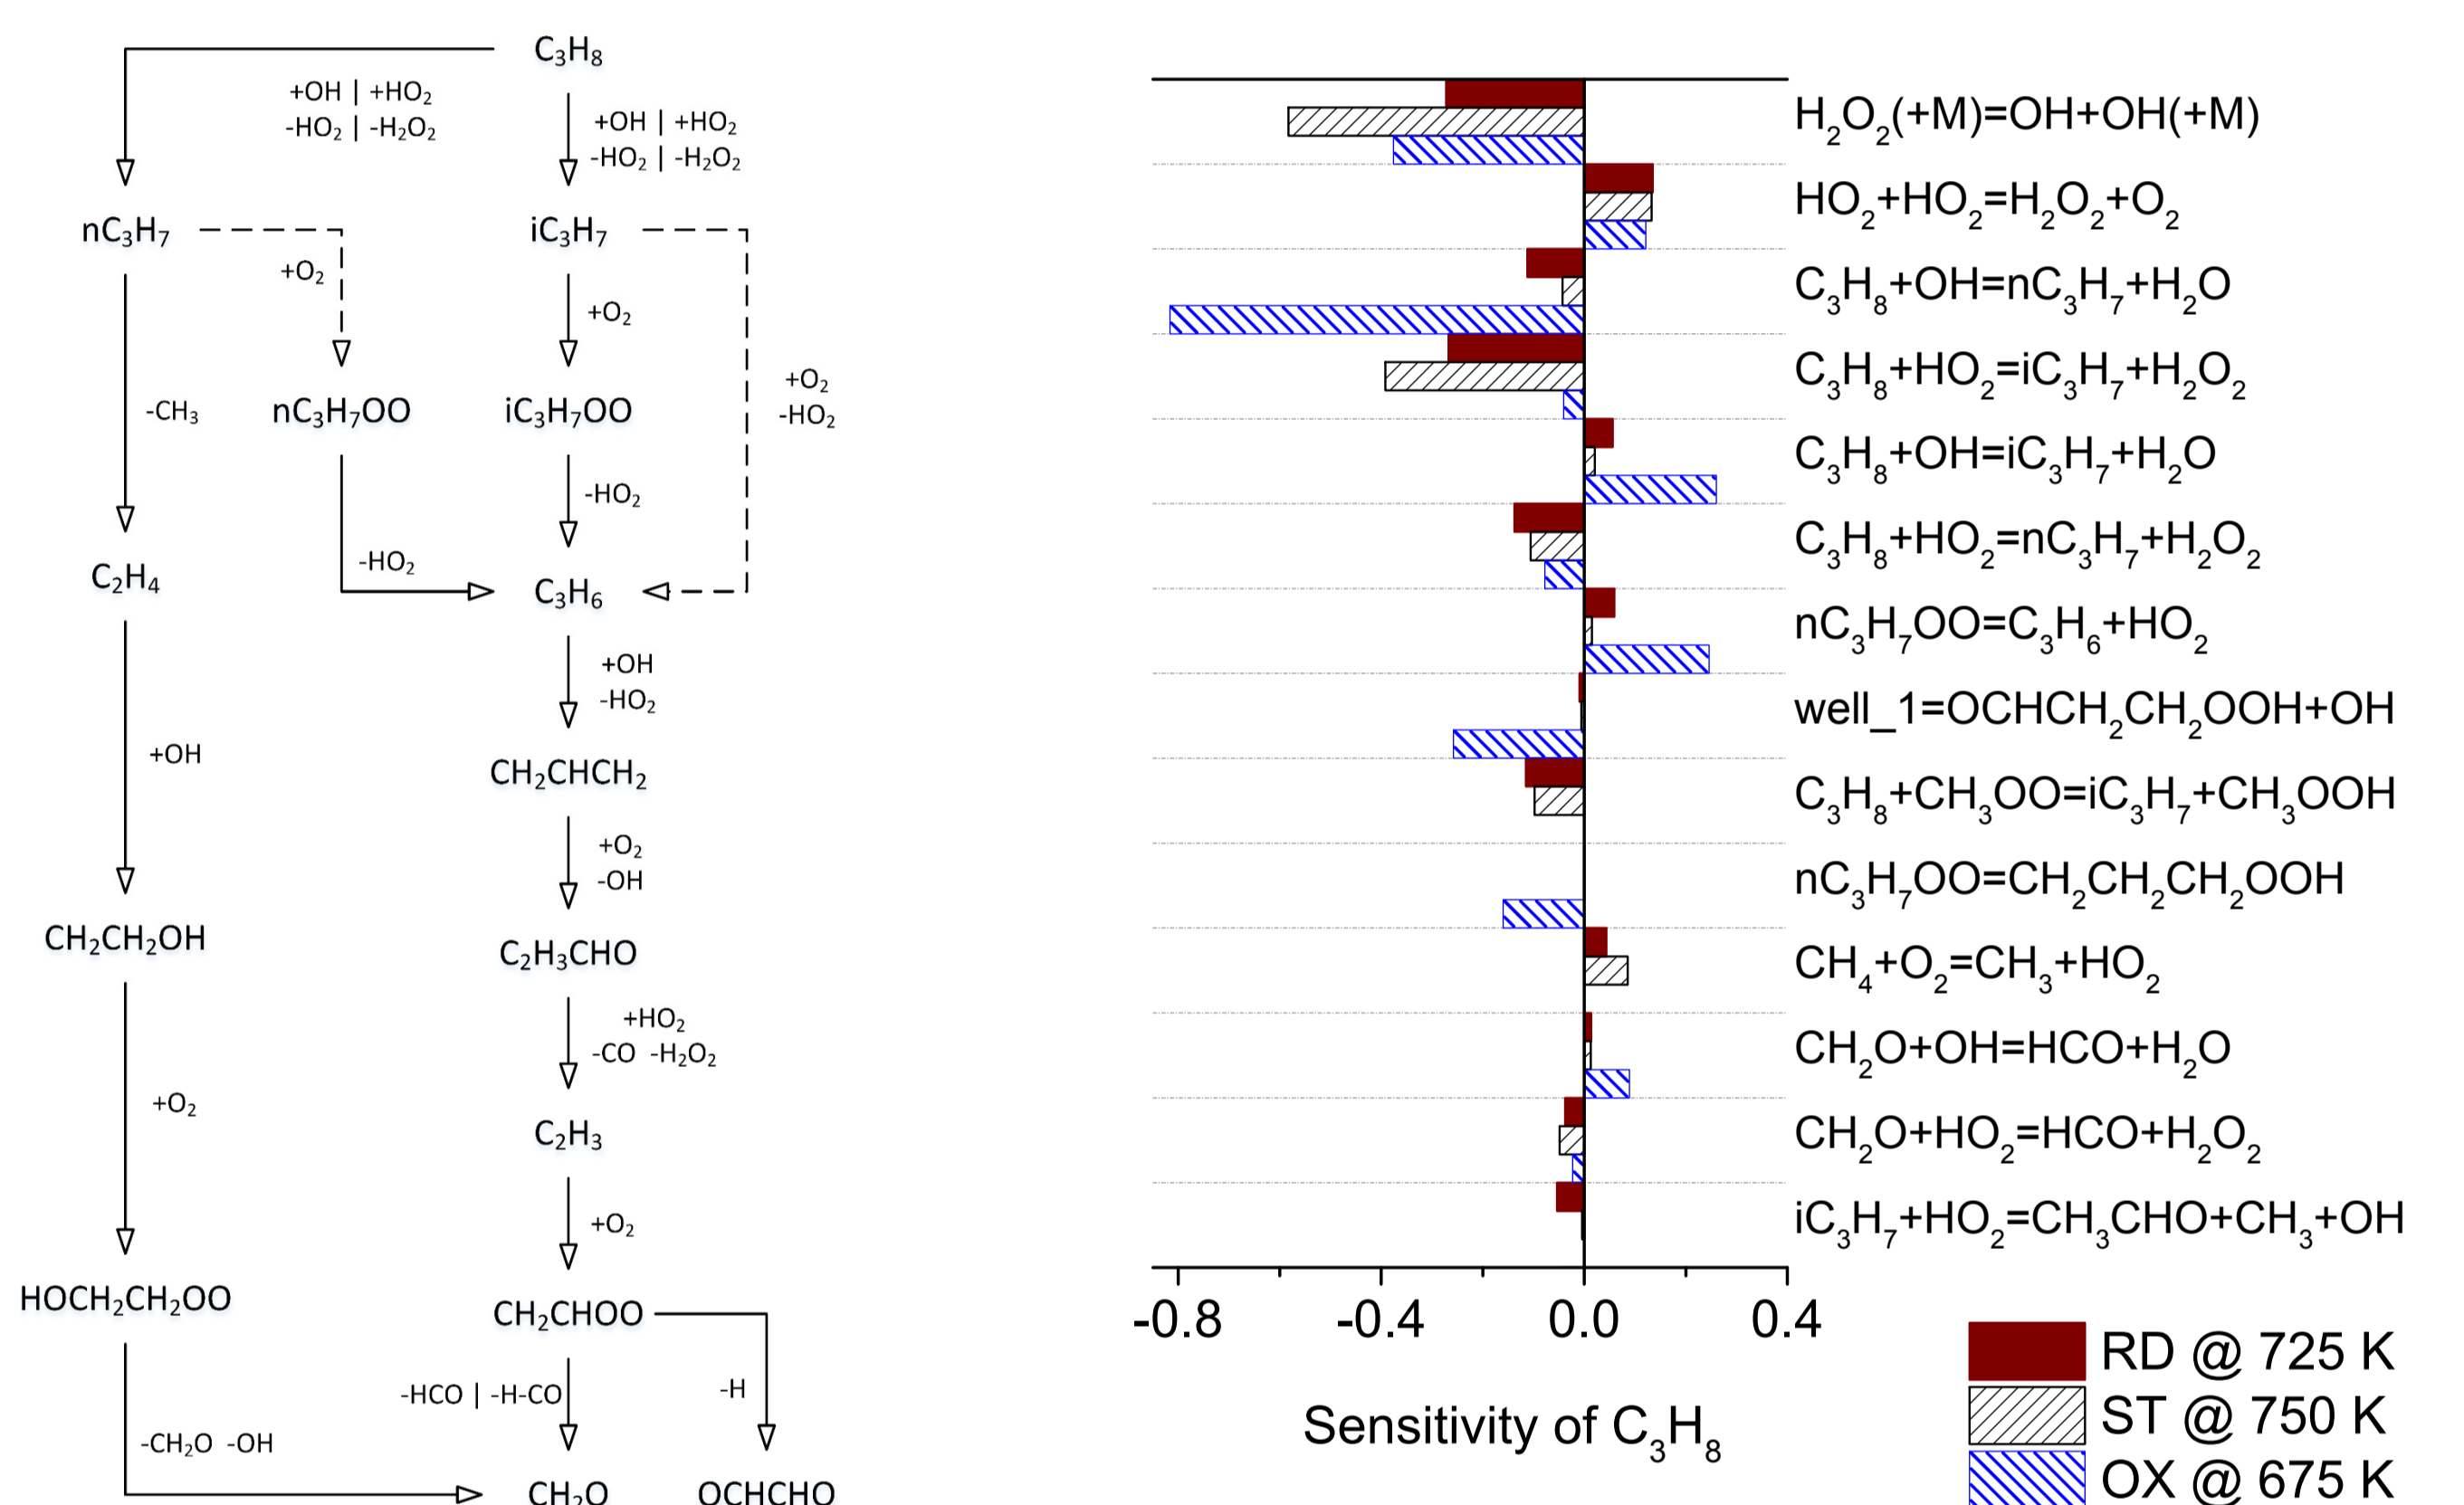 C₃H₈
+OH | +HO₂
-HO₂ | -H₂O₂
+OH | +HO₂
-HO₂ | -H₂O₂
nC₃H₇
iC₃H₇
+O₂
+O₂
+O₂
-HO₂
-CH₃
nC₃H₇OO
iC₃H₇OO
-HO₂
-HO₂
C₂H₄
C₃H₆
+OH
-HO₂
+OH
CH₂CHCH₂
+O₂
-OH
CH₂CH₂OH
C₂H₃CHO
+HO₂
-CO -H₂O₂
+O₂
C₂H₃
+O₂
HOCH₂CH₂OO
CH₂CHOO
-HCO | -H-CO
-H
-CH₂O -OH
CH₂O
OCHCHO
H₂O₂(+M)=OH+OH(+M)
HO₂+HO₂=H₂O₂+O₂
C₃H₈+OH=nC₃H₇+H₂O
C₃H₈+HO₂=iC₃H₇+H₂O₂
C₃H₈+OH=iC₃H₇+H₂O
C₃H₈+HO₂=nC₃H₇+H₂O₂
nC₃H₇OO=C₃H₆+HO₂
well_1=OCHCH₂CH₂OOH+OH
C₃H₈+CH₃OO=iC₃H₇+CH₃OOH
nC₃H₇OO=CH₂CH₂CH₂OOH
CH₄+O₂=CH₃+HO₂
CH₂O+OH=HCO+H₂O
CH₂O+HO₂=HCO+H₂O₂
iC₃H₇+HO₂=CH₃CHO+CH₃+OH
-0.8 -0.4 0.0 0.4
Sensitivity of C₃H₈
RD @ 725 K
ST @ 750 K
OX @ 675 K